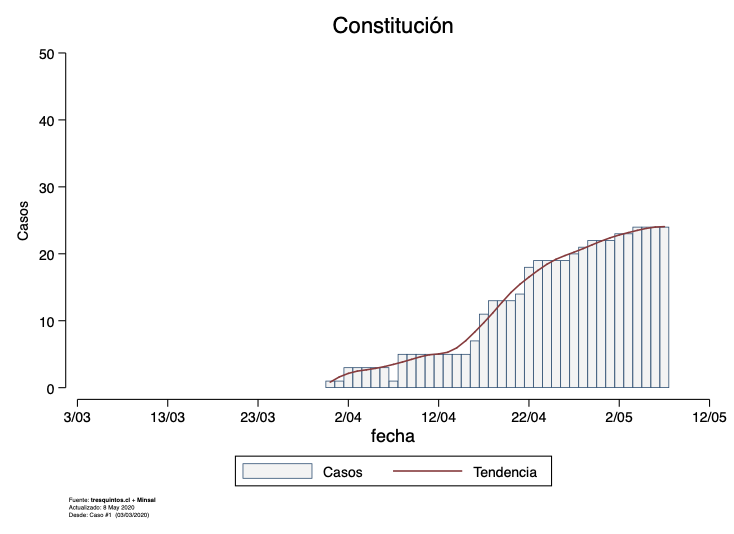 Constitución
50
40
30
20
10
0
Casos
3/03 13/03 23/03 2/04 12/04 22/04 2/05 12/05
fecha
Casos Tendencia
Fuente: tresquintos.cl + Minsal
Actualizado: 8 May 2020
Desde: Caso #1 (03/03/2020)